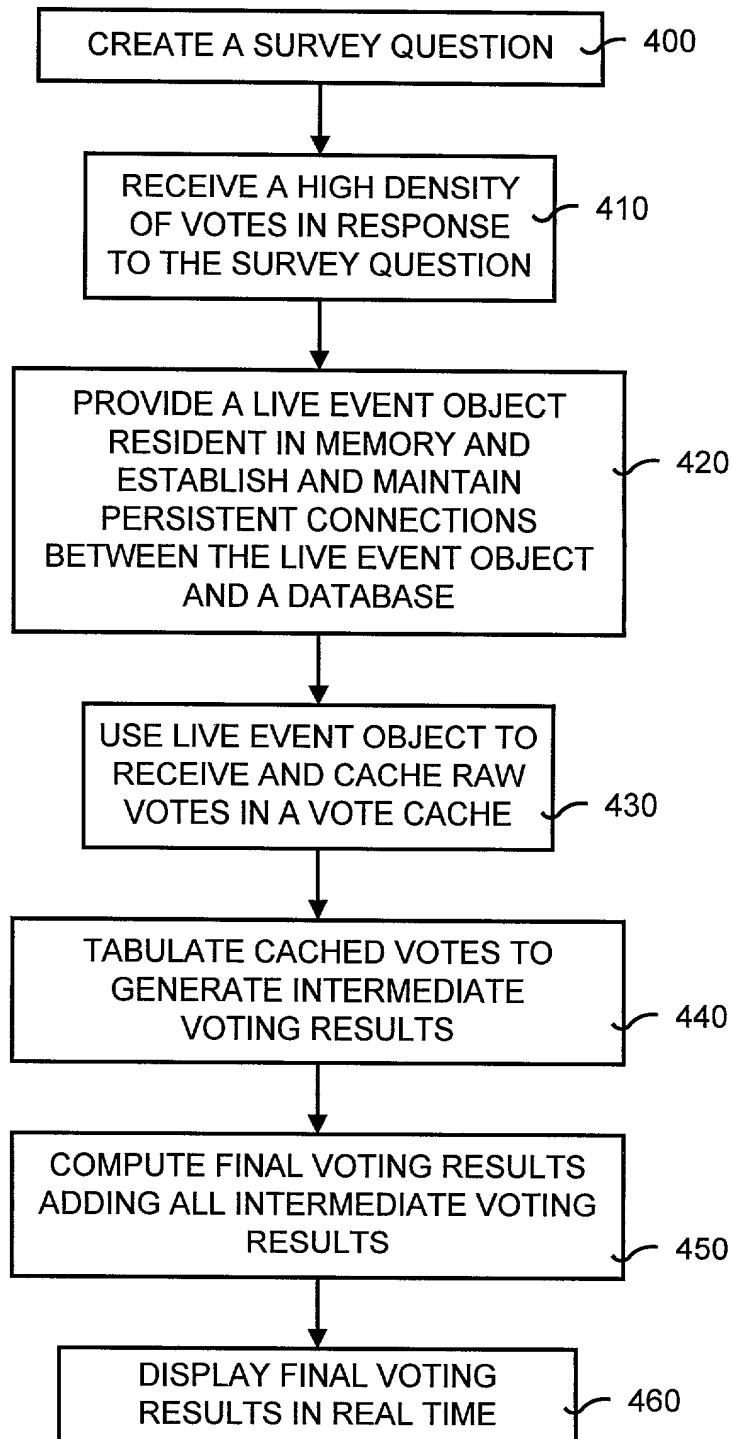 CREATE A SURVEY QUESTION
400
RECEIVE A HIGH DENSITY
OF VOTES IN RESPONSE
TO THE SURVEY QUESTION
410
PROVIDE A LIVE EVENT OBJECT
RESIDENT IN MEMORY AND
ESTABLISH AND MAINTAIN
PERSISTENT CONNECTIONS
BETWEEN THE LIVE EVENT OBJECT
AND A DATABASE
420
USE LIVE EVENT OBJECT TO
RECEIVE AND CACHE RAW
VOTES IN A VOTE CACHE
430
TABULATE CACHED VOTES TO
GENERATE INTERMEDIATE
VOTING RESULTS
440
COMPUTE FINAL VOTING RESULTS
ADDING ALL INTERMEDIATE VOTING
RESULTS
450
DISPLAY FINAL VOTING
RESULTS IN REAL TIME
460